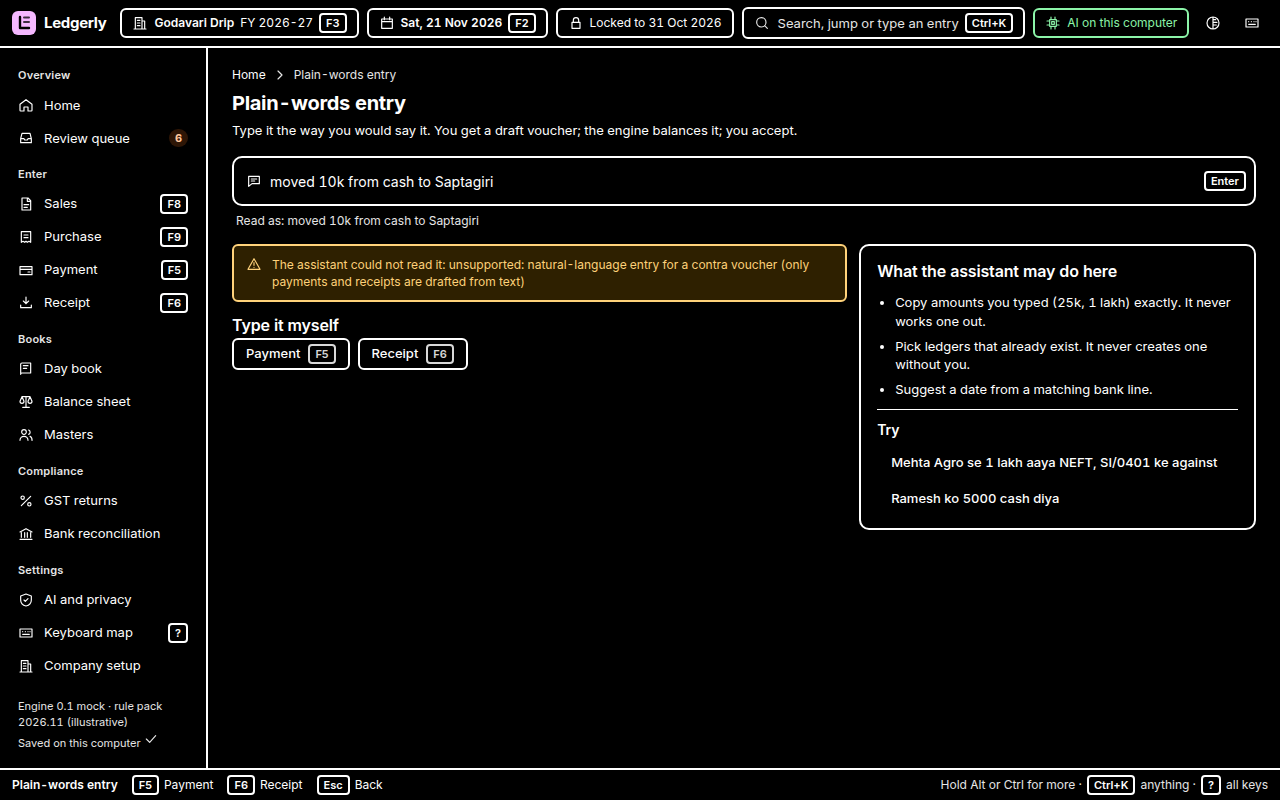 Ledgerly
Godavari Drip FY 2026-27 F3
Sat, 21 Nov 2026 F2
Locked to 31 Oct 2026
Search, jump or type an entry Ctrl+K
AI on this computer
Overview
Home
Review queue 6
Enter
Sales F8
Purchase F9
Payment F5
Receipt F6
Books
Day book
Balance sheet
Masters
Compliance
GST returns
Bank reconciliation
Settings
AI and privacy
Keyboard map ?
Company setup
Engine 0.1 mock · rule pack
2026.11 (illustrative)
Saved on this computer
Home > Plain-words entry
Plain-words entry
Type it the way you would say it. You get a draft voucher; the engine balances it; you accept.
moved 10k from cash to Saptagiri Enter
Read as: moved 10k from cash to Saptagiri
The assistant could not read it: unsupported: natural-language entry for a contra voucher (only
payments and receipts are drafted from text)
Type it myself
Payment F5 Receipt F6
What the assistant may do here
• Copy amounts you typed (25k, 1 lakh) exactly. It never
works one out.
• Pick ledgers that already exist. It never creates one
without you.
• Suggest a date from a matching bank line.
Try
Mehta Agro se 1 lakh aaya NEFT, SI/0401 ke against
Ramesh ko 5000 cash diya
Plain-words entry F5 Payment F6 Receipt Esc Back
Hold Alt or Ctrl for more · Ctrl+K anything · ? all keys